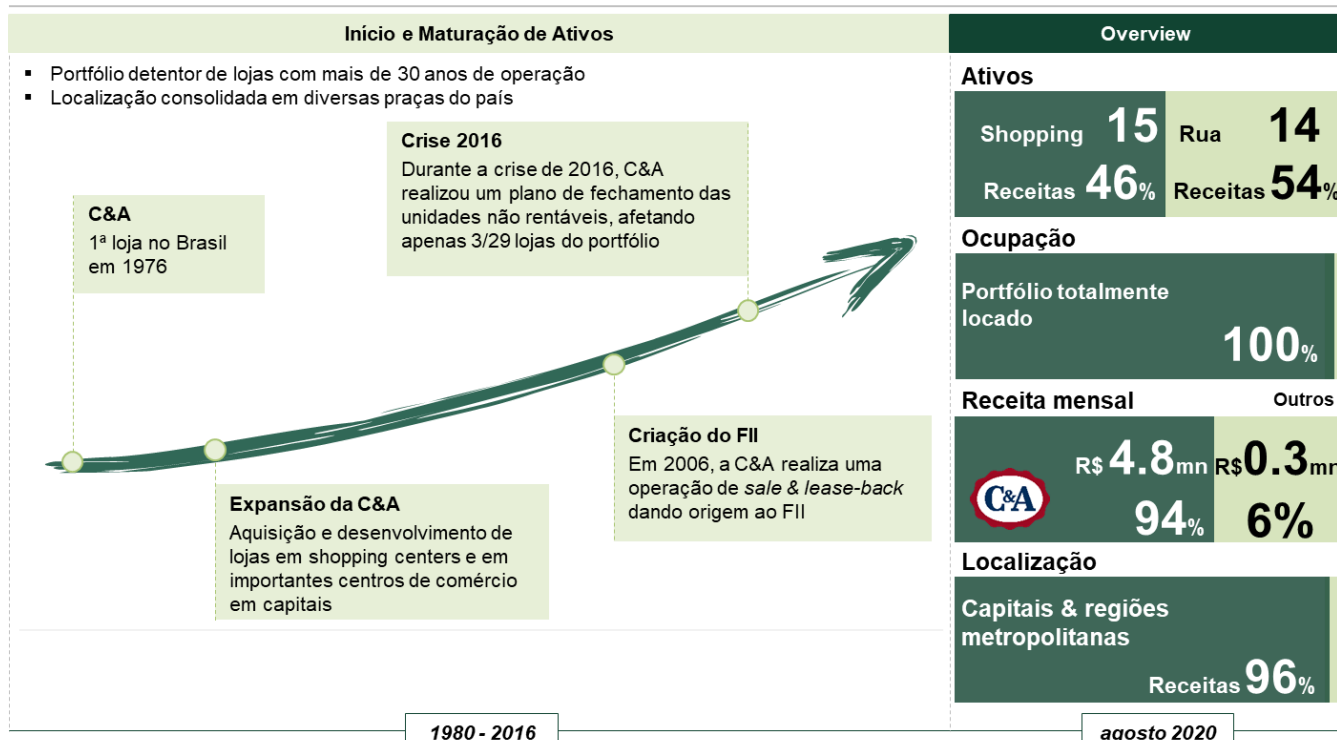 Início e Maturação de Ativos
▪ Portfólio detentor de lojas com mais de 30 anos de operação
▪ Localização consolidada em diversas praças do país
C&A
1ª loja no Brasil
em 1976
Crise 2016
Durante a crise de 2016, C&A
realizou um plano de fechamento das
unidades não rentáveis, afetando
apenas 3/29 lojas do portfólio
Expansão da C&A
Aquisição e desenvolvimento de
lojas em shopping centers e em
importantes centros de comércio
em capitais
Criação do FII
Em 2006, a C&A realiza uma
operação de sale & lease-back
dando origem ao FII
1980 - 2016
Overview
Ativos
Shopping 15 Rua 14
Receitas 46% Receitas 54%
Ocupação
Portfólio totalmente
locado
100%
Receita mensal Outros
C&A
R$ 4.8mn R$0.3mn
94% 6%
Localização
Capitais & regiões
metropolitanas
Receitas 96%
agosto 2020